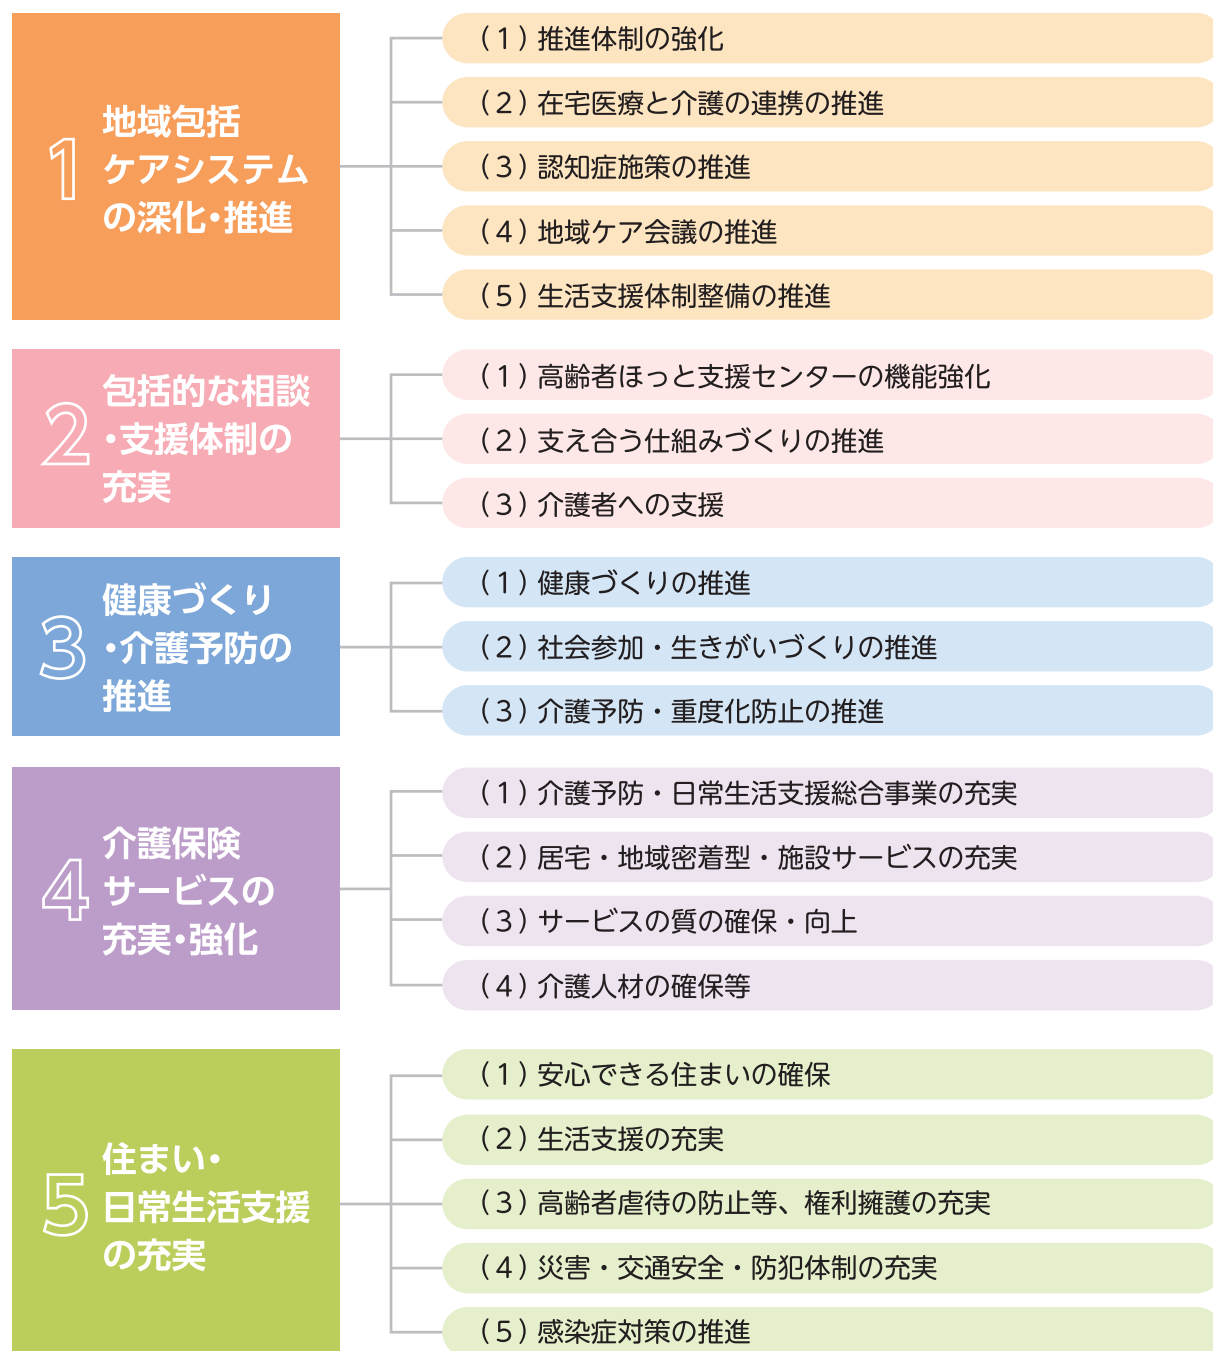 1
地域包括
ケアシステム
の深化・推進
(1)推進体制の強化
(2)在宅医療と介護の連携の推進
(3)認知症施策の推進
(4)地域ケア会議の推進
(5)生活支援体制整備の推進
2
包括的な相談
・支援体制の
充実
(1)高齢者ほっと支援センターの機能強化
(2)支え合う仕組みづくりの推進
(3)介護者への支援
3
健康づくり
・介護予防の
推進
(1)健康づくりの推進
(2)社会参加・生きがいづくりの推進
(3)介護予防・重度化防止の推進
4
介護保険
サービスの
充実・強化
(1)介護予防・日常生活支援総合事業の充実
(2)居宅・地域密着型・施設サービスの充実
(3)サービスの質の確保・向上
(4)介護人材の確保等
5
住まい・
日常生活支援
の充実
(1)安心できる住まいの確保
(2)生活支援の充実
(3)高齢者虐待の防止等、権利擁護の充実
(4)災害・交通安全・防犯体制の充実
(5)感染症対策の推進